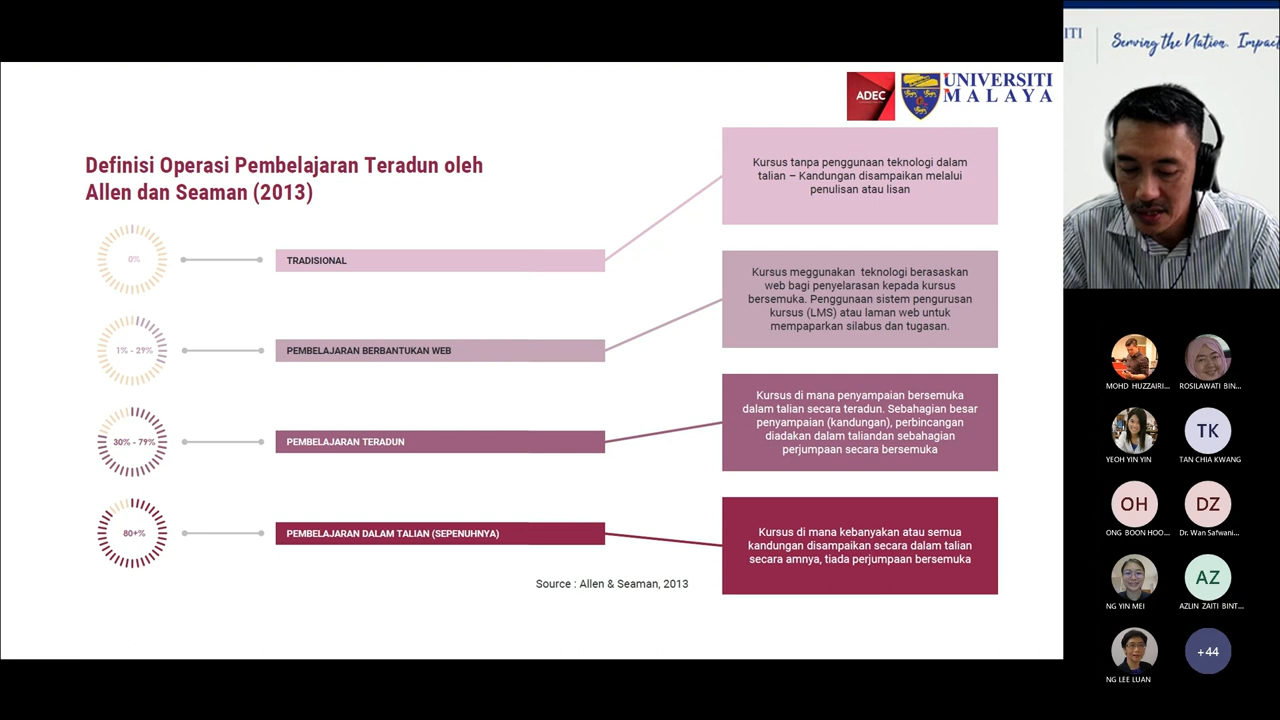 ITI
Serving the Nation. Impact
ADEC
UNIVERSITI
MALAYA
Definisi Operasi Pembelajaran Teradun oleh
Allen dan Seaman (2013)
0%
TRADISIONAL
Kursus tanpa penggunaan teknologi dalam
talian – Kandungan disampaikan melalui
penulisan atau lisan
1% - 29%
PEMBELAJARAN BERBANTUKAN WEB
Kursus meggunakan teknologi berasaskan
web bagi penyelarasan kepada kursus
bersemuka. Penggunaan sistem pengurusan
kursus (LMS) atau laman web untuk
mempaparkan silabus dan tugasan.
30% - 79%
PEMBELAJARAN TERADUN
Kursus di mana penyampaian bersemuka
dalam talian secara teradun. Sebahagian besar
penyampaian (kandungan), perbincangan
diadakan dalam taliandan sebahagian
perjumpaan secara bersemuka
80+%
PEMBELAJARAN DALAM TALIAN (SEPENUHNYA)
Kursus di mana kebanyakan atau semua
kandungan disampaikan secara dalam talian
secara amnya, tiada perjumpaan bersemuka
Source : Allen & Seaman, 2013
MOHD HUZZAIRI...
ROSILAWATI BIN...
YEOH YIN YIN
TK
TAN CHIA KWANG
OH
ONG BOON HOO...
DZ
Dr. Wan Safwani...
NG YIN MEI
AZ
AZLIN ZAITI BINT...
NG LEE LUAN
+44